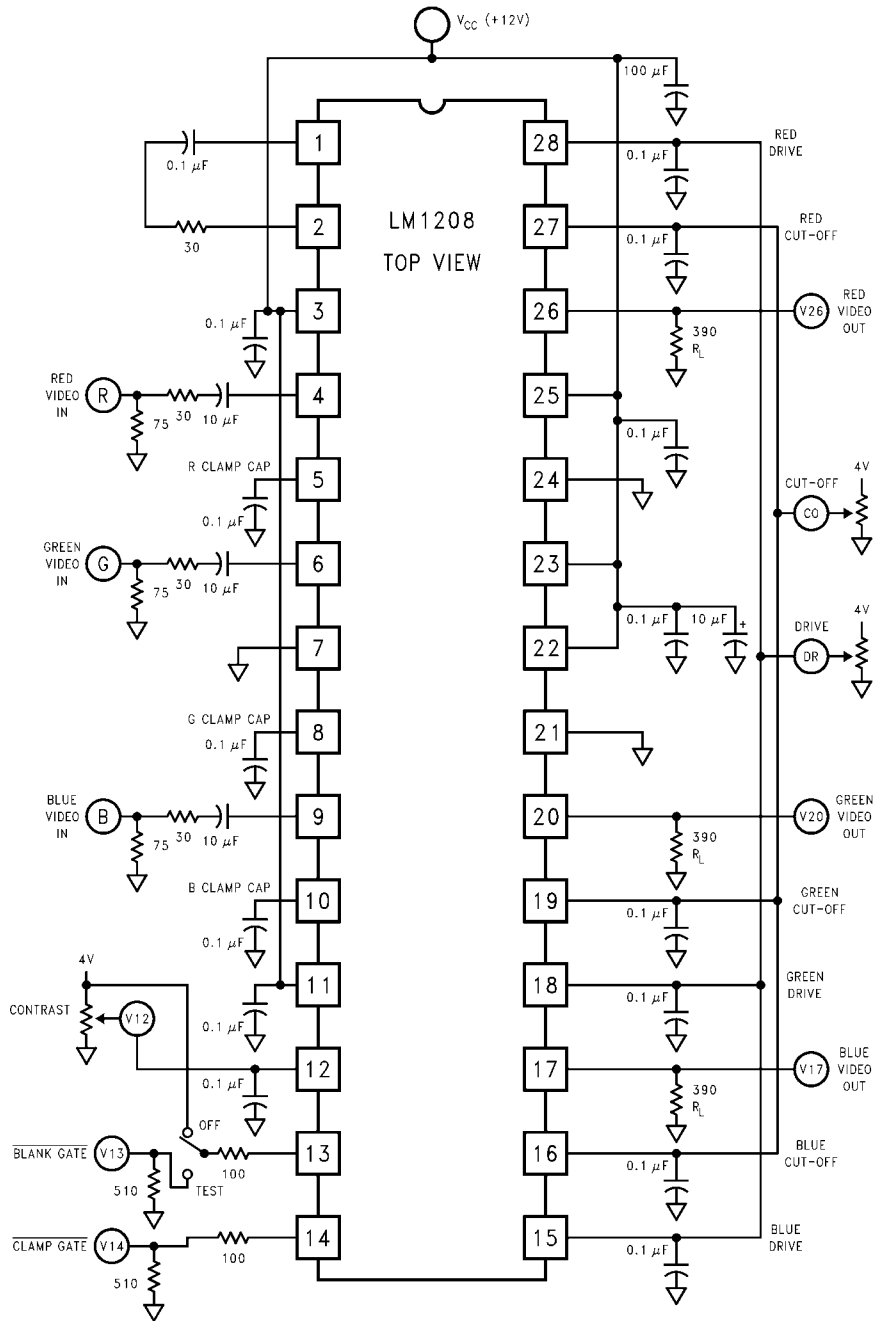 V_CC (+12V)
100 μF
1
0.1 μF
28
0.1 μF
RED
DRIVE
2
30
LM1208
TOP VIEW
27
0.1 μF
RED
CUT-OFF
3
0.1 μF
26
390
R_L
V26
RED
VIDEO
OUT
RED
VIDEO
IN
R
75
30
10 μF
4
25
0.1 μF
R CLAMP CAP
0.1 μF
5
24
CUT-OFF
CO
4V
GREEN
VIDEO
IN
G
75
30
10 μF
6
23
0.1 μF
10 μF
+
7
22
DRIVE
DR
4V
G CLAMP CAP
0.1 μF
8
21
BLUE
VIDEO
IN
B
75
30
10 μF
9
20
390
R_L
V20
GREEN
VIDEO
OUT
B CLAMP CAP
0.1 μF
10
19
0.1 μF
GREEN
CUT-OFF
4V
CONTRAST
V12
0.1 μF
11
18
0.1 μF
GREEN
DRIVE
0.1 μF
12
17
390
R_L
V17
BLUE
VIDEO
OUT
OFF
BLANK GATE
V13
510
TEST
100
13
16
0.1 μF
BLUE
CUT-OFF
CLAMP GATE
V14
510
100
14
15
0.1 μF
BLUE
DRIVE